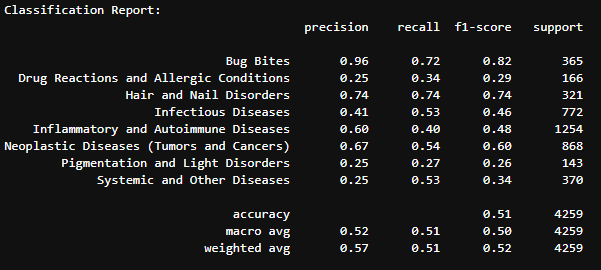 Classification Report:
precision recall f1-score support
Bug Bites 0.96 0.72 0.82 365
Drug Reactions and Allergic Conditions 0.25 0.34 0.29 166
Hair and Nail Disorders 0.74 0.74 0.74 321
Infectious Diseases 0.41 0.53 0.46 772
Inflammatory and Autoimmune Diseases 0.60 0.40 0.48 1254
Neoplastic Diseases (Tumors and Cancers) 0.67 0.54 0.60 868
Pigmentation and Light Disorders 0.25 0.27 0.26 143
Systemic and Other Diseases 0.25 0.53 0.34 370
accuracy 0.51 4259
macro avg 0.52 0.51 0.50 4259
weighted avg 0.57 0.51 0.52 4259